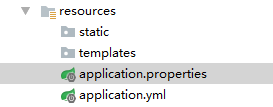 resources
static
templates
application.properties
application.yml